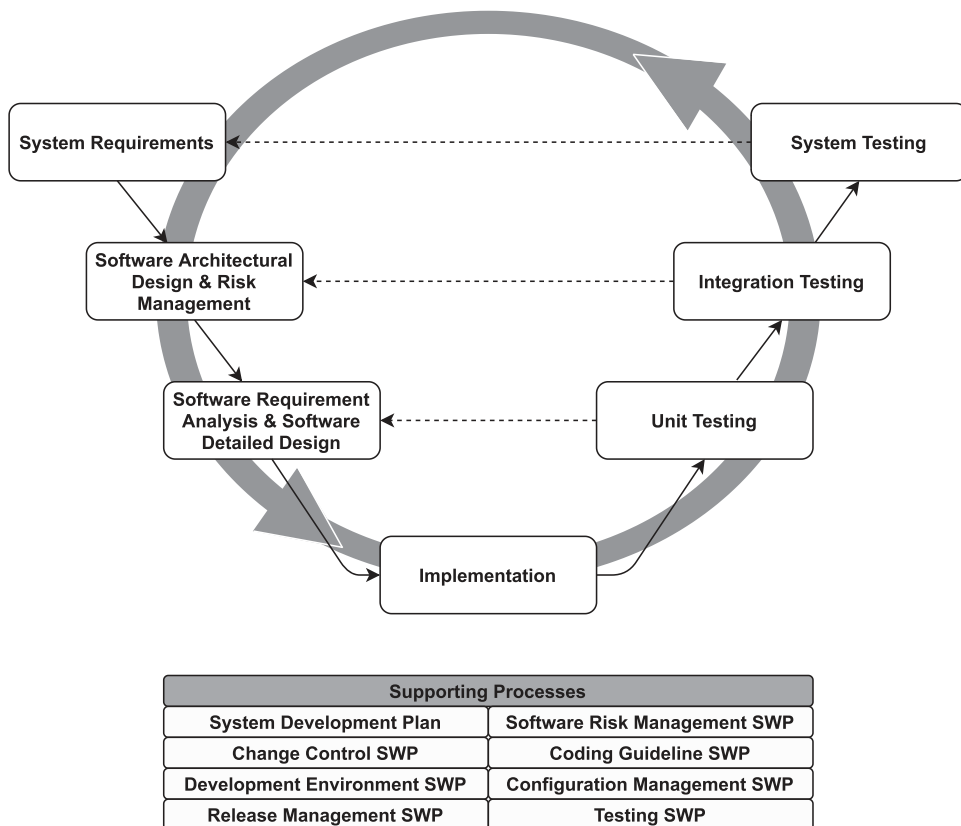 System Requirements
System Testing
Software Architectural
Design & Risk
Management
Integration Testing
Software Requirement
Analysis & Software
Detailed Design
Unit Testing
Implementation
Supporting Processes
System Development Plan
Software Risk Management SWP
Change Control SWP
Coding Guideline SWP
Development Environment SWP
Configuration Management SWP
Release Management SWP
Testing SWP